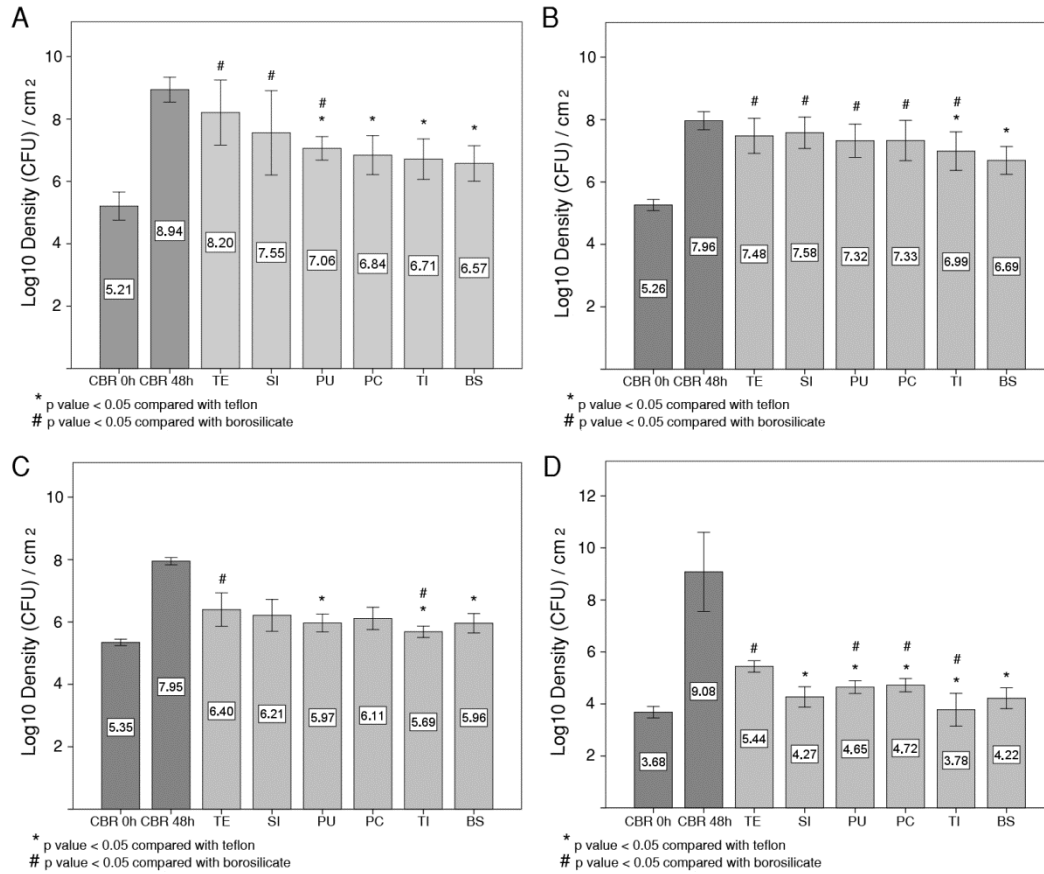 A
Log10 Density (CFU) / cm 2
10
8
6
4
2
# # # * * * *
5.21 8.94 8.20 7.55 7.06 6.84 6.71 6.57
CBR 0h CBR 48h TE SI PU PC TI BS
* p value < 0.05 compared with teflon
# p value < 0.05 compared with borosilicate
B
Log10 Density (CFU) / cm 2
10
8
6
4
2
# # # # # * *
5.26 7.96 7.48 7.58 7.32 7.33 6.99 6.69
CBR 0h CBR 48h TE SI PU PC TI BS
* p value < 0.05 compared with teflon
# p value < 0.05 compared with borosilicate
C
Log10 Density (CFU) / cm 2
10
8
6
4
2
# * # * *
5.35 7.95 6.40 6.21 5.97 6.11 5.69 5.96
CBR 0h CBR 48h TE SI PU PC TI BS
* p value < 0.05 compared with teflon
# p value < 0.05 compared with borosilicate
D
Log10 Density (CFU) / cm 2
12
10
8
6
4
2
# * # * # * # * *
3.68 9.08 5.44 4.27 4.65 4.72 3.78 4.22
CBR 0h CBR 48h TE SI PU PC TI BS
* p value < 0.05 compared with teflon
# p value < 0.05 compared with borosilicate